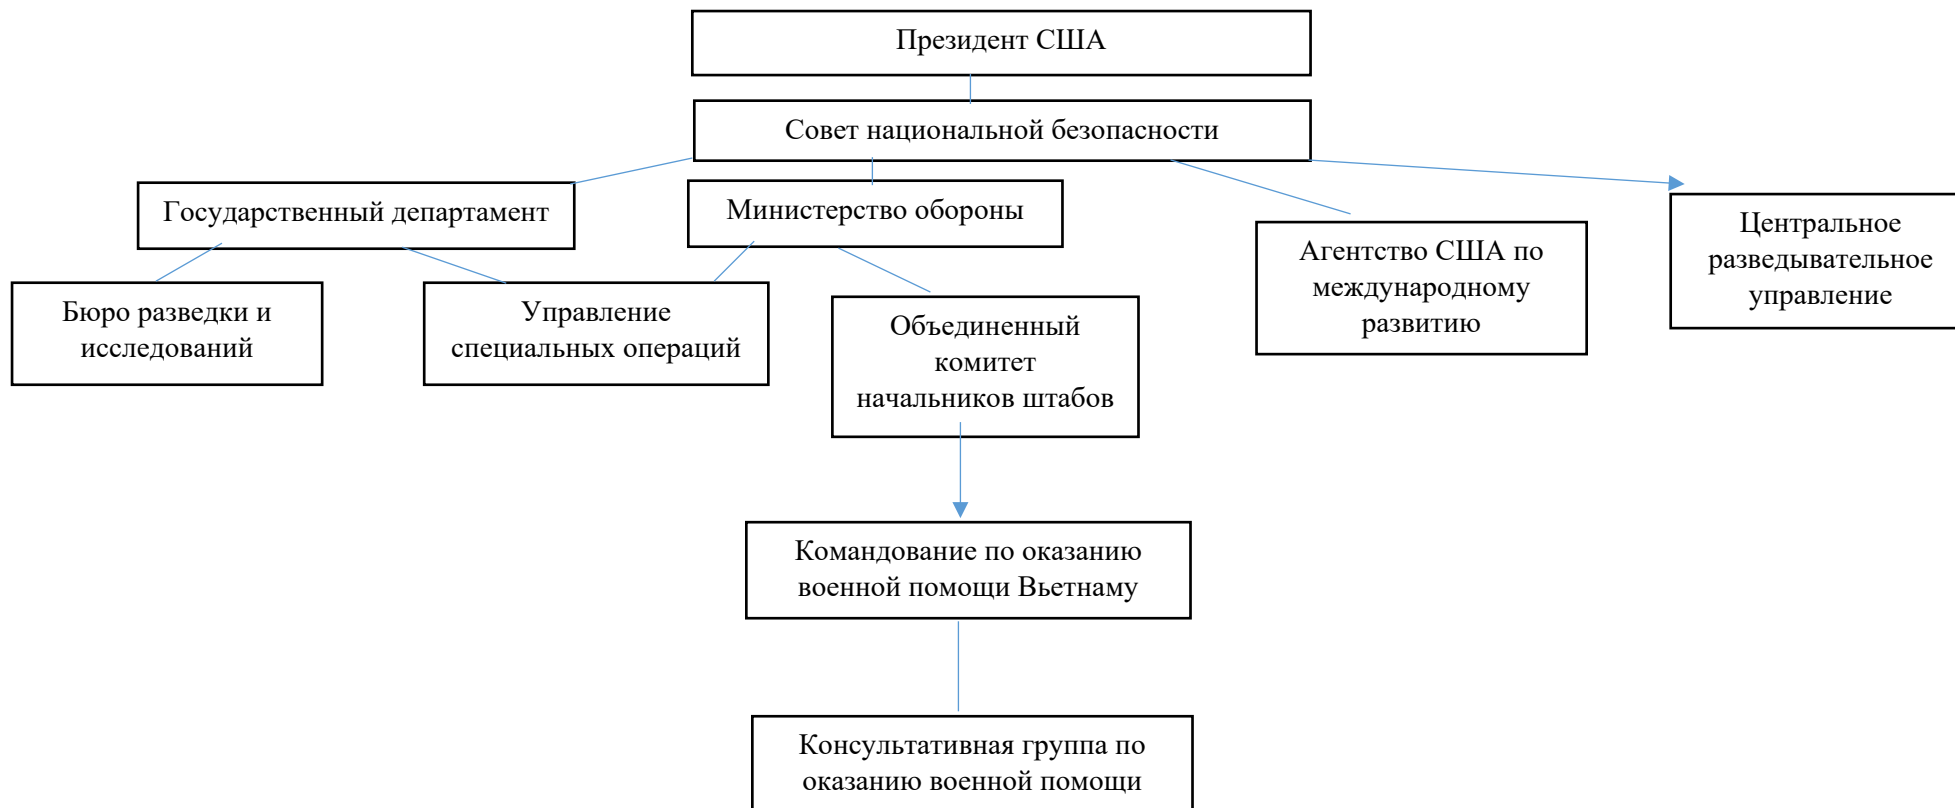 Президент США
Совет национальной безопасности
Государственный департамент
Министерство обороны
Агентство США по
международному
развитию
Центральное
разведывательное
управление
Бюро разведки и
исследований
Управление
специальных операций
Объединенный
комитет
начальников штабов
Командование по оказанию
военной помощи Вьетнаму
Консультативная группа по
оказанию военной помощи